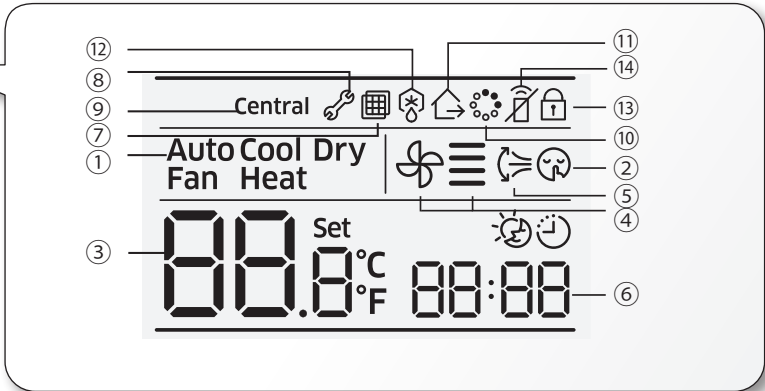 ⑫ ⑪
⑧ ⑭
⑨ Central ⑬
⑦ ⑩
① Auto Cool Dry ②
Fan Heat ⑤
④
③ Set
88.8 °C °F 88:88 ⑥